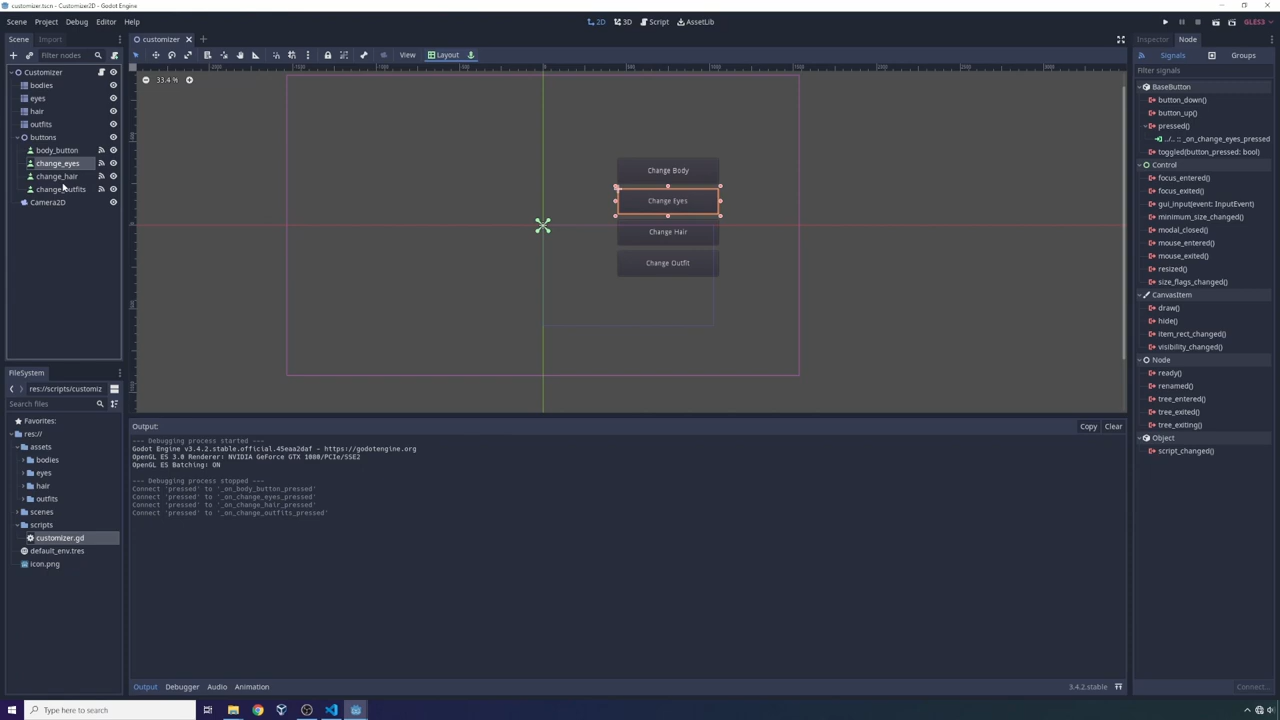 customizer.tscn - Customizer2D - Godot Engine
Scene Project Debug Editor Help
2D 3D Script AssetLib
GLES3
Scene Import
Filter nodes
Customizer
bodies
eyes
hair
outfits
buttons
body_button
change_eyes
change_hair
change_outfits
Camera2D
FileSystem
res://scripts/customiz
Search files
Favorites:
res://
assets
bodies
eyes
hair
outfits
scenes
scripts
customizer.gd
default_env.tres
icon.png
customizer
View Layout
33.4 %
Change Body
Change Eyes
Change Hair
Change Outfit
Output:
Copy Clear
--- Debugging process started ---
Godot Engine v3.4.2.stable.official.45eaa2daf - https://godotengine.org
OpenGL ES 3.0 Renderer: NVIDIA GeForce GTX 1080/PCIe/SSE2
OpenGL ES Batching: ON
--- Debugging process stopped ---
Connect 'pressed' to '_on_body_button_pressed'
Connect 'pressed' to '_on_change_eyes_pressed'
Connect 'pressed' to '_on_change_hair_pressed'
Connect 'pressed' to '_on_change_outfits_pressed'
Output Debugger Audio Animation
3.4.2.stable
Inspector Node
Signals Groups
Filter signals
BaseButton
button_down()
button_up()
pressed()
../.. :: _on_change_eyes_pressed
toggled(button_pressed: bool)
Control
focus_entered()
focus_exited()
gui_input(event: InputEvent)
minimum_size_changed()
modal_closed()
mouse_entered()
mouse_exited()
resized()
size_flags_changed()
CanvasItem
draw()
hide()
item_rect_changed()
visibility_changed()
Node
ready()
renamed()
tree_entered()
tree_exited()
tree_exiting()
Object
script_changed()
Connect...
Type here to search